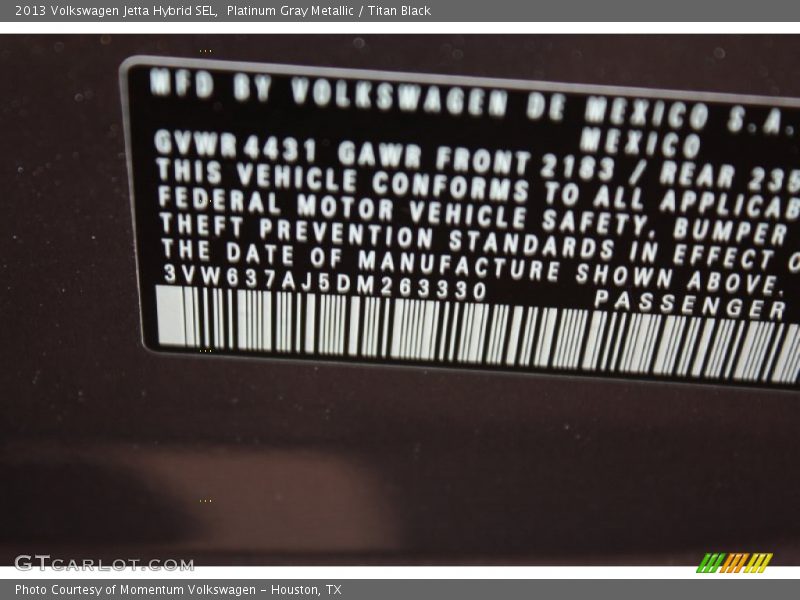 2013 Volkswagen Jetta Hybrid SEL,  Platinum Gray Metallic / Titan Black
MFD BY VOLKSWAGEN DE MEXICO S.A.
MEXICO
GVWR 4431 GAWR FRONT 2183 / REAR 235
THIS VEHICLE CONFORMS TO ALL APPLICAB
FEDERAL MOTOR VEHICLE SAFETY, BUMPER
THEFT PREVENTION STANDARDS IN EFFECT O
THE DATE OF MANUFACTURE SHOWN ABOVE.
3VW637AJ5DM263330
PASSENGER
GTCARLOT.COM
Photo Courtesy of Momentum Volkswagen - Houston, TX